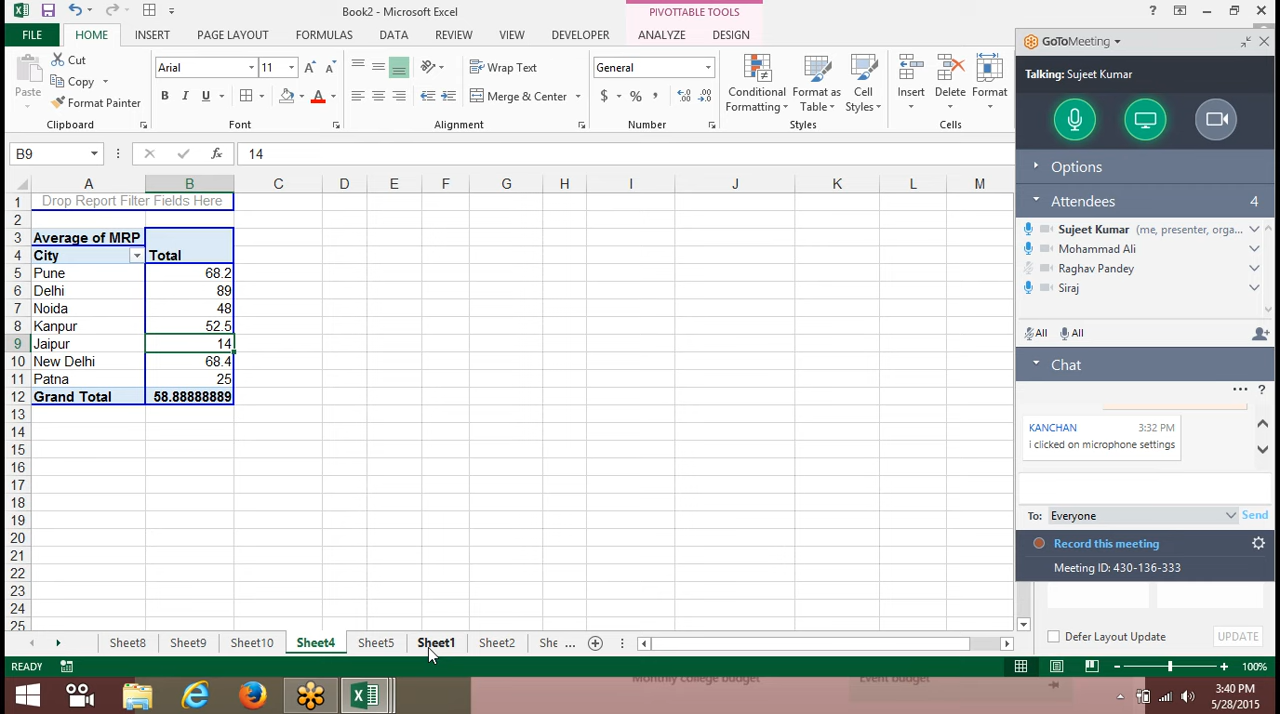 Book2 - Microsoft Excel
PIVOTTABLE TOOLS
FILE HOME INSERT PAGE LAYOUT FORMULAS DATA REVIEW VIEW DEVELOPER ANALYZE DESIGN
Paste
Cut
Copy
Format Painter
Clipboard
Arial 11
B I U
Font
Wrap Text
Merge & Center
Alignment
General
$ % ,
Number
Conditional Formatting
Format as Table
Cell Styles
Styles
Insert Delete Format
Cells
B9 fx 14
A B C D E F G H I J K L M
1 Drop Report Filter Fields Here
2
3 Average of MRP
4 City Total
5 Pune 68.2
6 Delhi 89
7 Noida 48
8 Kanpur 52.5
9 Jaipur 14
10 New Delhi 68.4
11 Patna 25
12 Grand Total 58.88888889
13
14
15
16
17
18
19
20
21
22
23
24
25
Sheet8 Sheet9 Sheet10 Sheet4 Sheet5 Sheet1 Sheet2 She ...
READY
100%
GoToMeeting
Talking: Sujeet Kumar
Options
Attendees 4
Sujeet Kumar (me, presenter, orga...
Mohammad Ali
Raghav Pandey
Siraj
All All
Chat
KANCHAN 3:32 PM
i clicked on microphone settings
To: Everyone Send
Record this meeting
Meeting ID: 430-136-333
Defer Layout Update UPDATE
Monthly college budget
Event budget
3:40 PM
5/28/2015